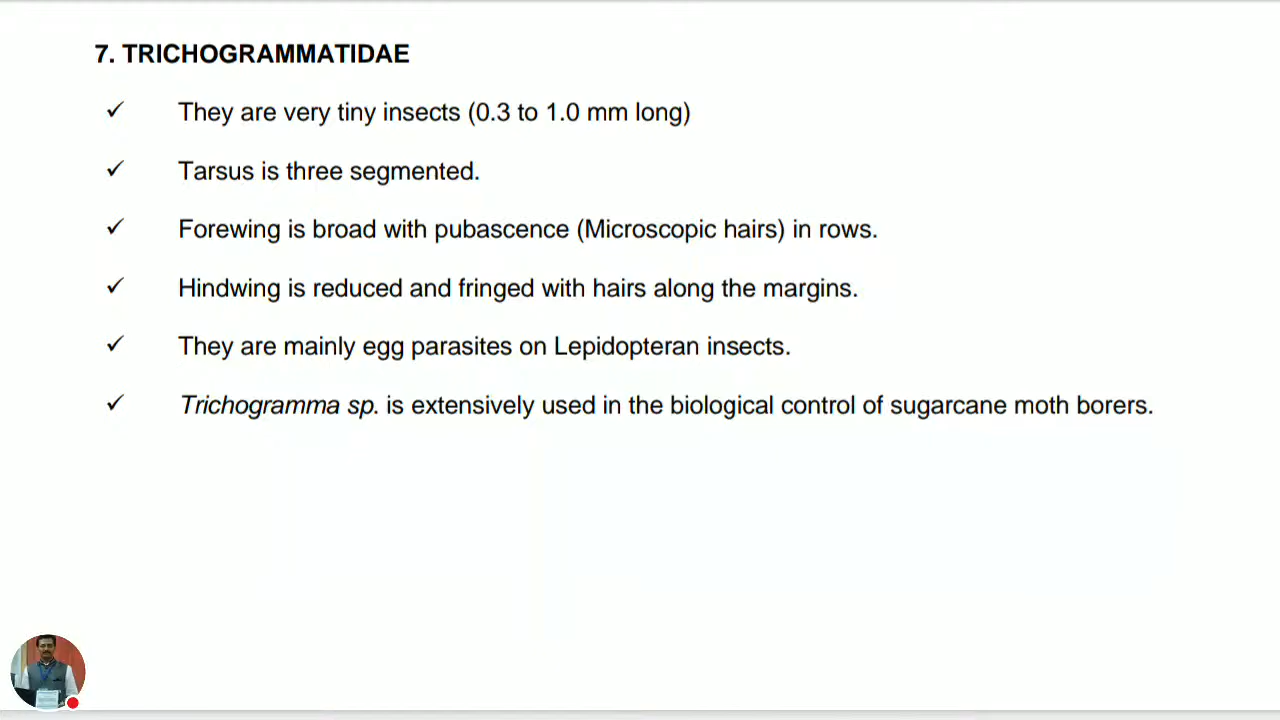 7. TRICHOGRAMMATIDAE
✓ They are very tiny insects (0.3 to 1.0 mm long)
✓ Tarsus is three segmented.
✓ Forewing is broad with pubascence (Microscopic hairs) in rows.
✓ Hindwing is reduced and fringed with hairs along the margins.
✓ They are mainly egg parasites on Lepidopteran insects.
✓ Trichogramma sp. is extensively used in the biological control of sugarcane moth borers.